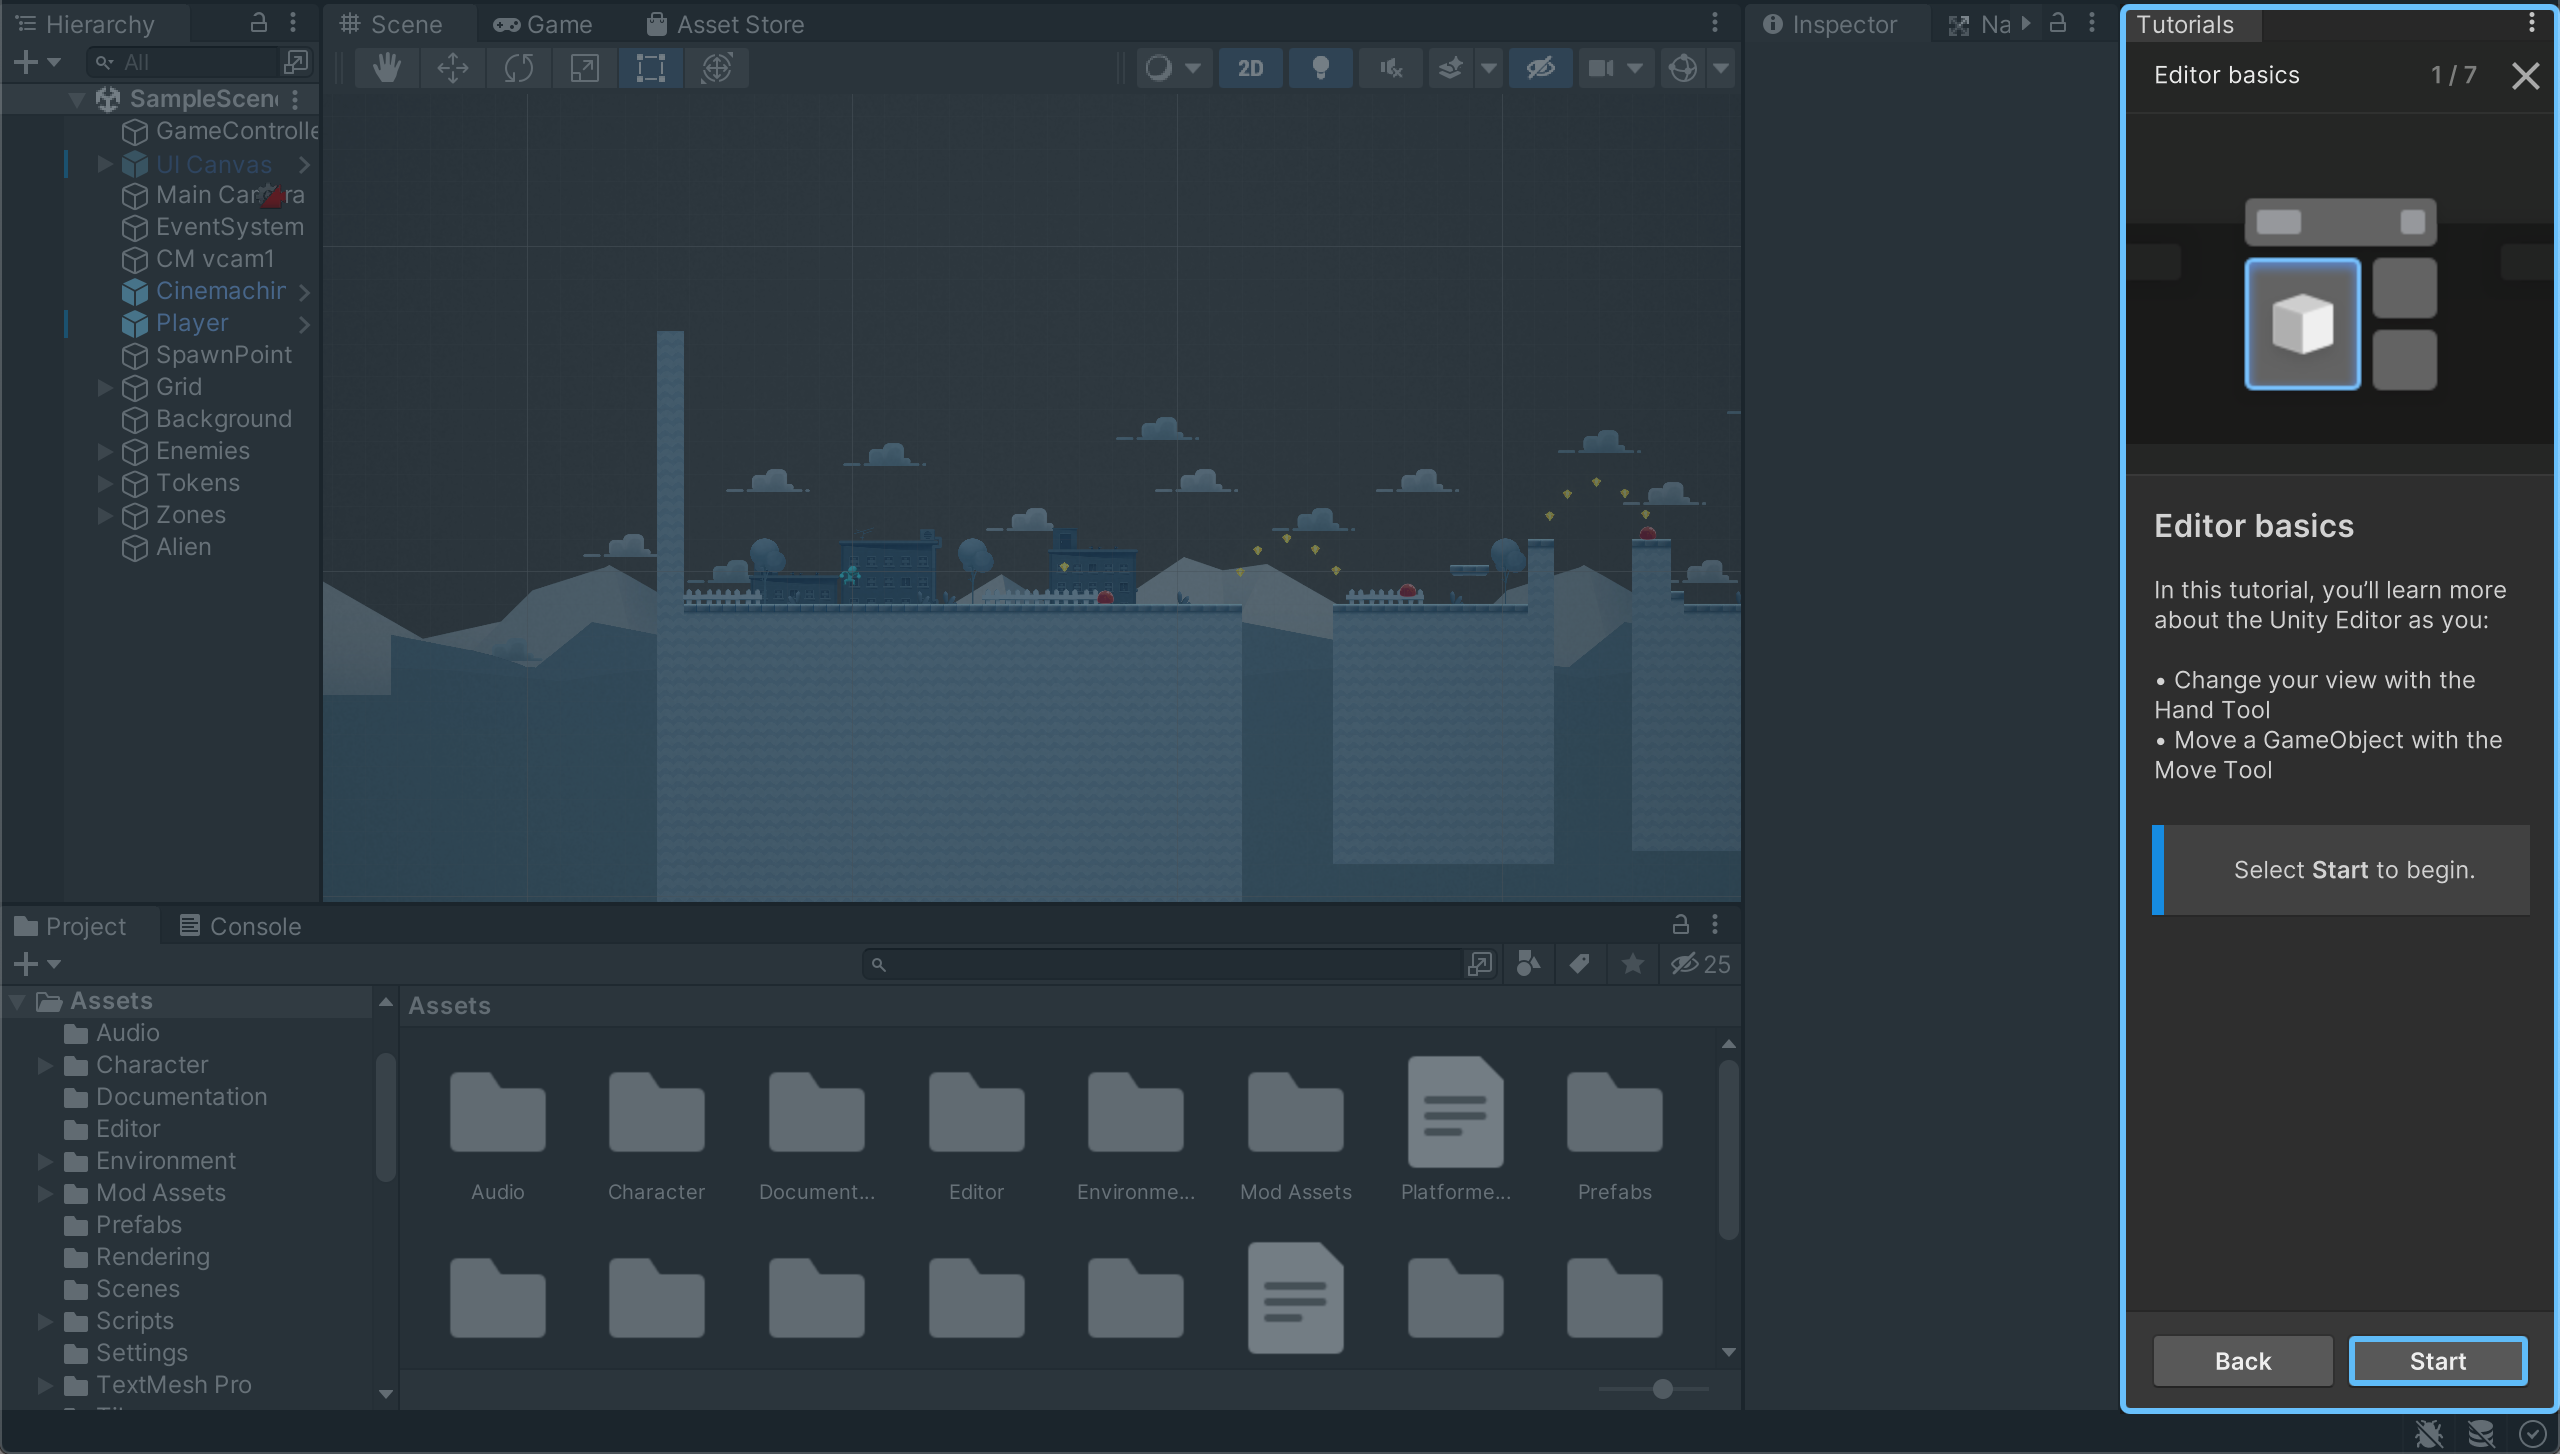 Hierarchy
All
SampleScen
GameControlle
UI Canvas
Main Camera
EventSystem
CM vcam1
Cinemachin
Player
SpawnPoint
Grid
Background
Enemies
Tokens
Zones
Alien
Scene
Game
Asset Store
2D
Inspector
Na
Tutorials
Editor basics
1 / 7
Editor basics
In this tutorial, you’ll learn more
about the Unity Editor as you:
• Change your view with the
Hand Tool
• Move a GameObject with the
Move Tool
Select Start to begin.
Back
Start
Project
Console
25
Assets
Audio
Character
Documentation
Editor
Environment
Mod Assets
Prefabs
Rendering
Scenes
Scripts
Settings
TextMesh Pro
Assets
Audio
Character
Document...
Editor
Environme...
Mod Assets
Platforme...
Prefabs